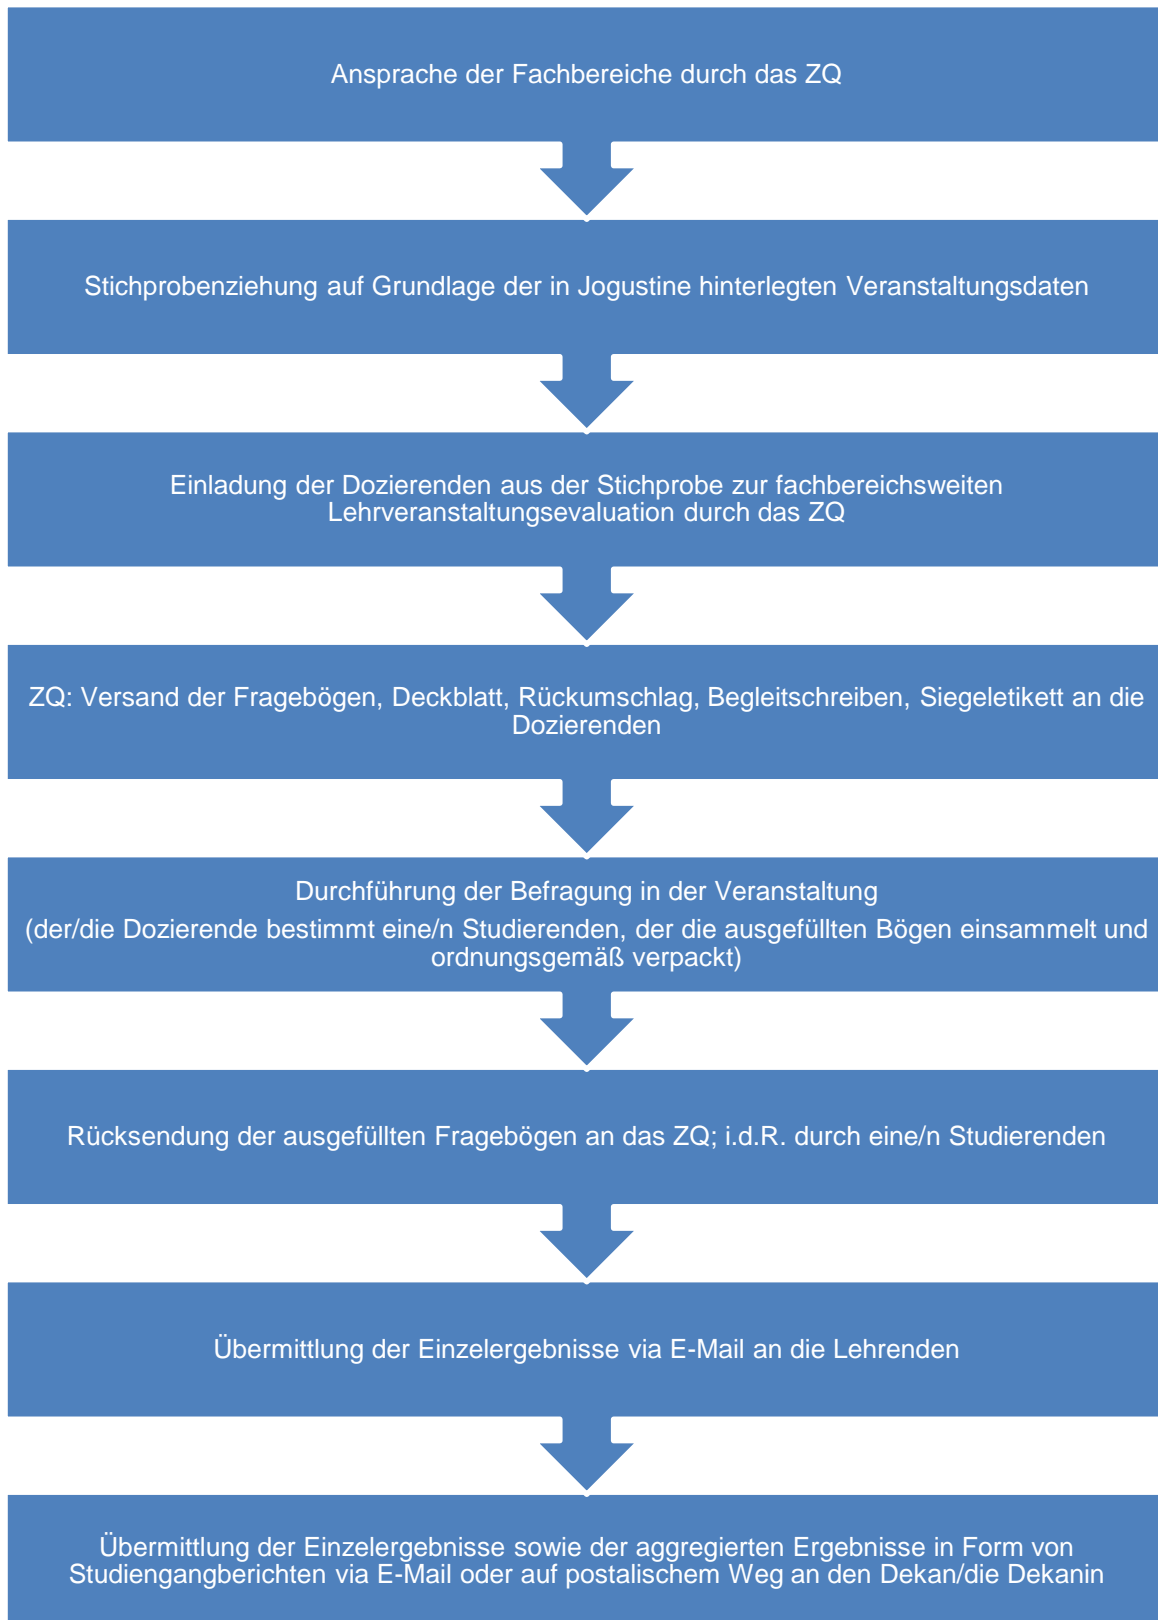 Ansprache der Fachbereiche durch das ZQ
Stichprobenziehung auf Grundlage der in Jogustine hinterlegten Veranstaltungsdaten
Einladung der Dozierenden aus der Stichprobe zur fachbereichsweiten
Lehrveranstaltungsevaluation durch das ZQ
ZQ: Versand der Fragebögen, Deckblatt, Rückumschlag, Begleitschreiben, Siegeletikett an die
Dozierenden
Durchführung der Befragung in der Veranstaltung
(der/die Dozierende bestimmt eine/n Studierenden, der die ausgefüllten Bögen einsammelt und
ordnungsgemäß verpackt)
Rücksendung der ausgefüllten Fragebögen an das ZQ; i.d.R. durch eine/n Studierenden
Übermittlung der Einzelergebnisse via E-Mail an die Lehrenden
Übermittlung der Einzelergebnisse sowie der aggregierten Ergebnisse in Form von
Studiengangberichten via E-Mail oder auf postalischem Weg an den Dekan/die Dekanin